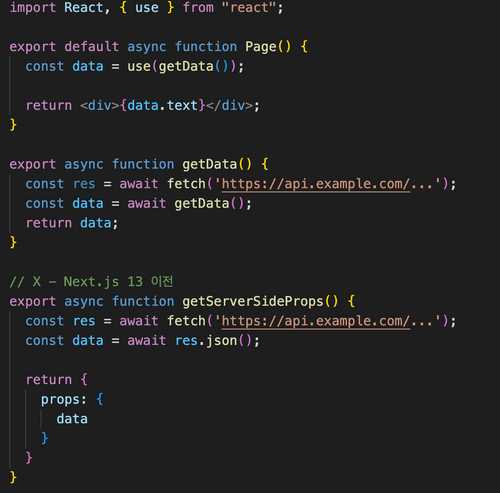 import React, { use } from "react";

export default async function Page() {
  const data = use(getData());

  return <div>{data.text}</div>;
}

export async function getData() {
  const res = await fetch('https://api.example.com/...');
  const data = await getData();
  return data;
}

// X – Next.js 13 이전
export async function getServerSideProps() {
  const res = await fetch('https://api.example.com/...');
  const data = await res.json();

  return {
    props: {
      data
    }
  }
}